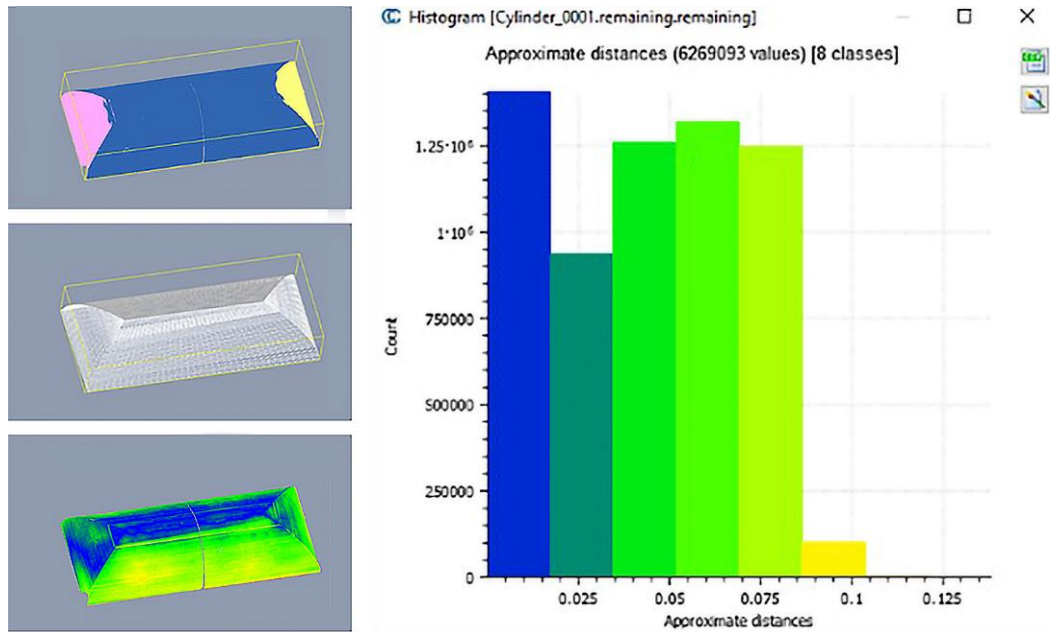 Histogram [Cylinder_0001.remaining.remaining]
Approximate distances (6269093 values) [8 classes]
1.25*10⁶
1*10⁶
750000
500000
250000
0
Count
0.025 0.05 0.075 0.1 0.125
Approximate distances